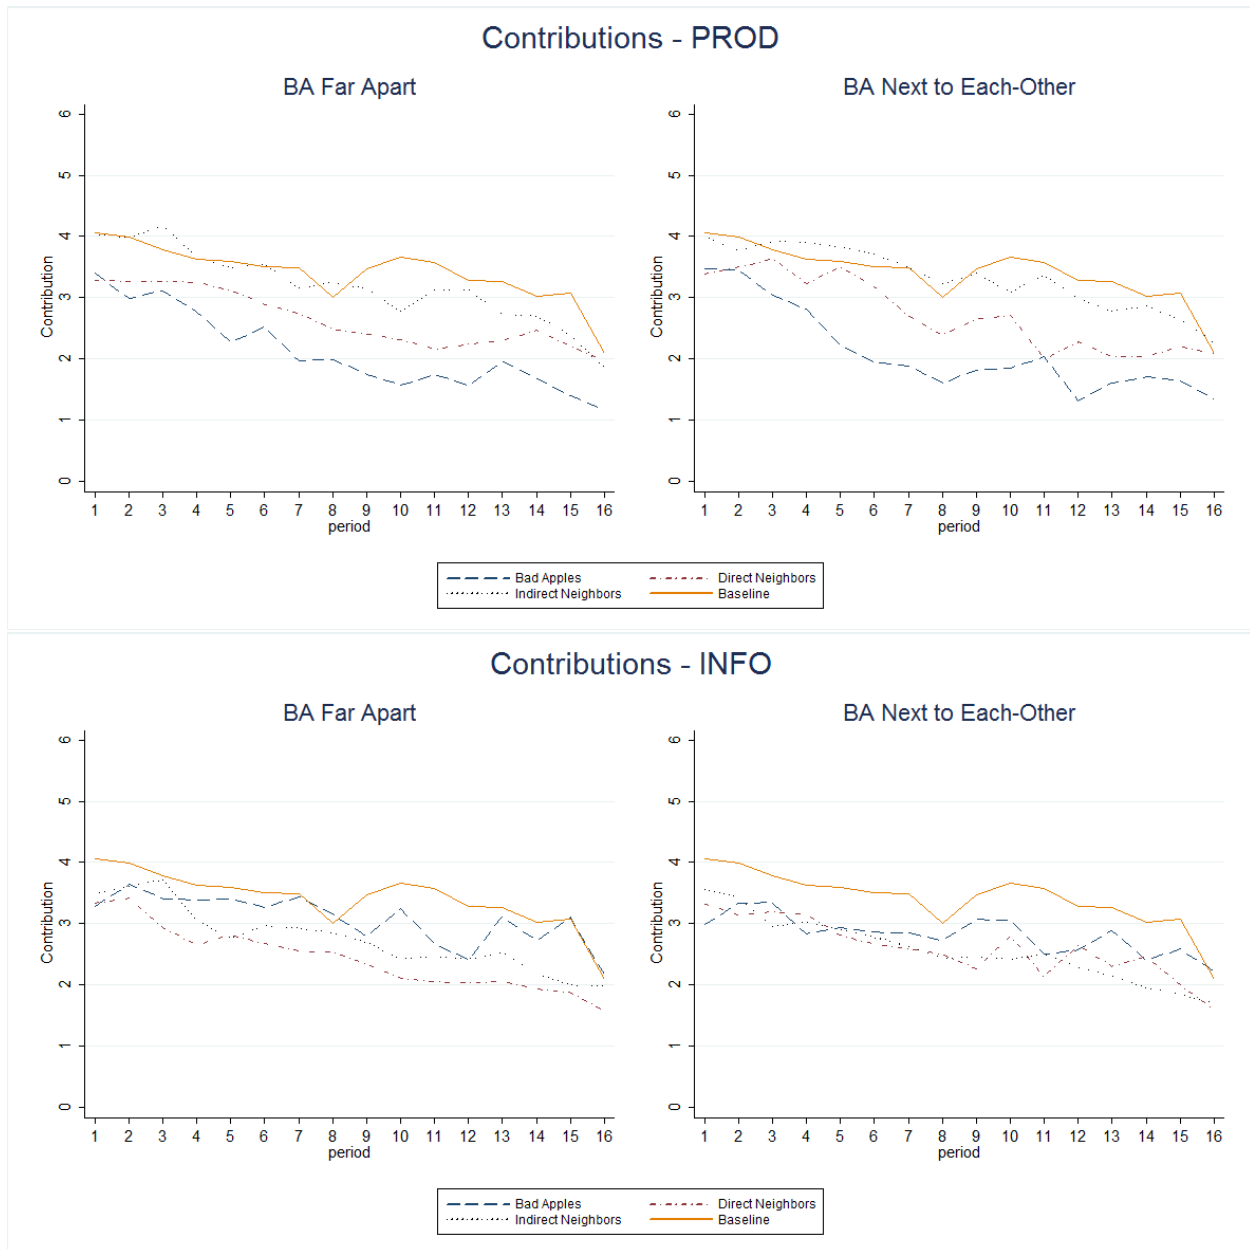 Contributions - PROD
BA Far Apart
BA Next to Each-Other
Contribution
0 1 2 3 4 5 6
1 2 3 4 5 6 7 8 9 10 11 12 13 14 15 16
period
Contribution
0 1 2 3 4 5 6
1 2 3 4 5 6 7 8 9 10 11 12 13 14 15 16
period
Bad Apples
Direct Neighbors
Indirect Neighbors
Baseline
Contributions - INFO
BA Far Apart
BA Next to Each-Other
Contribution
0 1 2 3 4 5 6
1 2 3 4 5 6 7 8 9 10 11 12 13 14 15 16
period
Contribution
0 1 2 3 4 5 6
1 2 3 4 5 6 7 8 9 10 11 12 13 14 15 16
period
Bad Apples
Direct Neighbors
Indirect Neighbors
Baseline